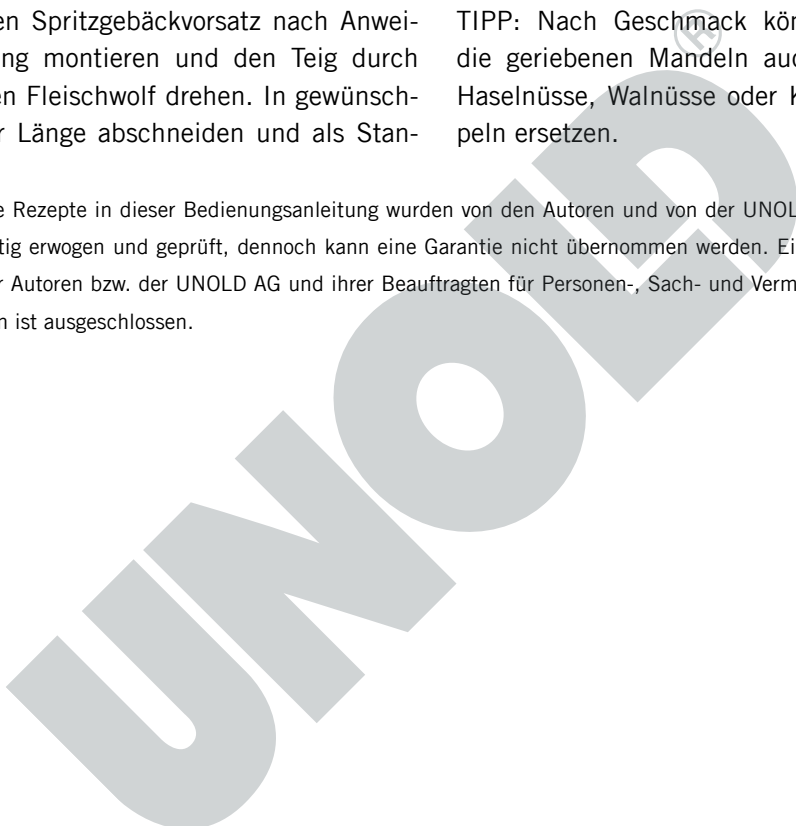 en Spritzgebäckvorsatz nach Anwei-
ng montieren und den Teig durch
en Fleischwolf drehen. In gewünsch-
r Länge abschneiden und als Stan-
TIPP: Nach Geschmack kön
die geriebenen Mandeln auc
Haselnüsse, Walnüsse oder K
peln ersetzen.
e Rezepte in dieser Bedienungsanleitung wurden von den Autoren und von der UNOL
tig erwogen und geprüft, dennoch kann eine Garantie nicht übernommen werden. Ei
r Autoren bzw. der UNOLD AG und ihrer Beauftragten für Personen-, Sach- und Verm
n ist ausgeschlossen.
UNOLD®